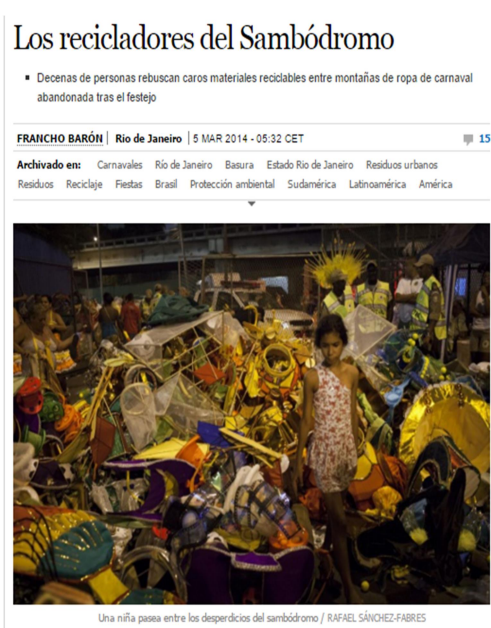 Los recicladores del Sambódromo
Decenas de personas rebuscan caros materiales reciclables entre montañas de ropa de carnaval
abandonada tras el festejo
FRANCHO BARÓN | Rio de Janeiro | 5 MAR 2014 - 05:32 CET 15
Archivado en: Carnavales Río de Janeiro Basura Estado Rio de Janeiro Residuos urbanos
Residuos Reciclaje Fiestas Brasil Protección ambiental Sudamérica Latinoamérica América
Una niña pasea entre los desperdicios del sambódromo / RAFAEL SÁNCHEZ-FABRES